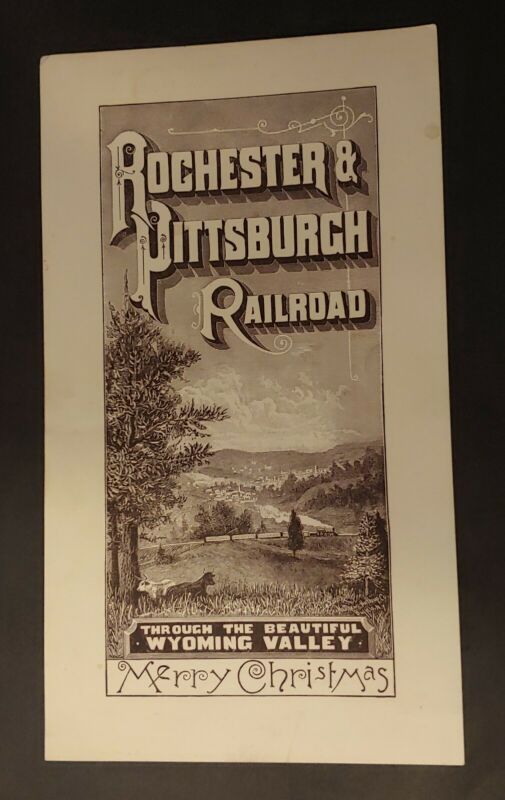 ROCHESTER &
PITTSBURGH
RAILROAD
THROUGH THE BEAUTIFUL
WYOMING VALLEY
Merry Christmas